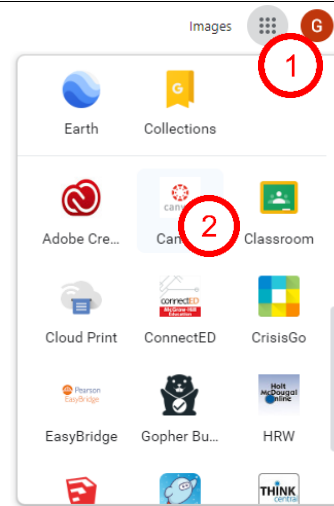 Images
G
1
G
Earth Collections
canv
2
Adobe Cre... Can Classroom
connectED
McGraw-Hill
Education
Cloud Print ConnectED CrisisGo
Pearson
EasyBridge
Holt
McDougal
Online
EasyBridge Gopher Bu... HRW
THINK
central